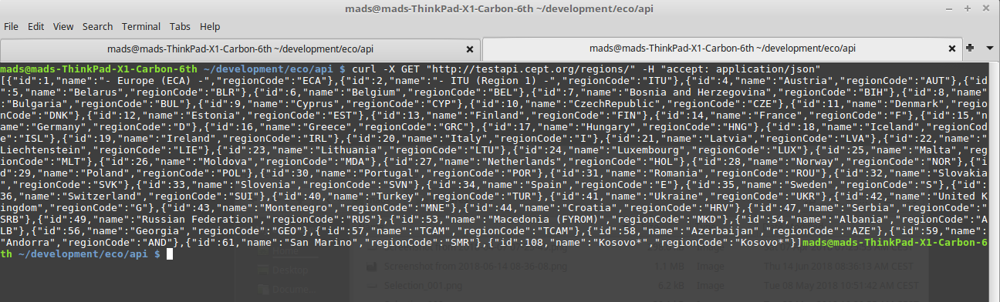 mads@mads-ThinkPad-X1-Carbon-6th ~/development/eco/api
File Edit View Search Terminal Tabs Help
mads@mads-ThinkPad-X1-Carbon-6th ~/development/eco/api mads@mads-ThinkPad-X1-Carbon-6th ~/development/eco/api
mads@mads-ThinkPad-X1-Carbon-6th ~/development/eco/api $ curl -X GET "http://testapi.cept.org/regions/" -H "accept: application/json"
[{"id":1,"name":"- Europe (ECA) -","regionCode":"ECA"},{"id":2,"name":"- ITU (Region 1) -","regionCode":"ITU"},{"id":4,"name":"Austria","regionCode":"AUT"},{"id"
:5,"name":"Belarus","regionCode":"BLR"},{"id":6,"name":"Belgium","regionCode":"BEL"},{"id":7,"name":"Bosnia and Herzegovina","regionCode":"BIH"},{"id":8,"name":
"Bulgaria","regionCode":"BUL"},{"id":9,"name":"Cyprus","regionCode":"CYP"},{"id":10,"name":"CzechRepublic","regionCode":"CZE"},{"id":11,"name":"Denmark","regio
nCode":"DNK"},{"id":12,"name":"Estonia","regionCode":"EST"},{"id":13,"name":"Finland","regionCode":"FIN"},{"id":14,"name":"France","regionCode":"F"},{"id":15,"n
ame":"Germany","regionCode":"D"},{"id":16,"name":"Greece","regionCode":"GRC"},{"id":17,"name":"Hungary","regionCode":"HNG"},{"id":18,"name":"Iceland","regionCod
e":"ISL"},{"id":19,"name":"Ireland","regionCode":"IRL"},{"id":20,"name":"Italy","regionCode":"I"},{"id":21,"name":"Latvia","regionCode":"LVA"},{"id":22,"name":"
Liechtenstein","regionCode":"LIE"},{"id":23,"name":"Lithuania","regionCode":"LTU"},{"id":24,"name":"Luxembourg","regionCode":"LUX"},{"id":25,"name":"Malta","reg
ionCode":"MLT"},{"id":26,"name":"Moldova","regionCode":"MDA"},{"id":27,"name":"Netherlands","regionCode":"HOL"},{"id":28,"name":"Norway","regionCode":"NOR"},{"i
d":29,"name":"Poland","regionCode":"POL"},{"id":30,"name":"Portugal","regionCode":"POR"},{"id":31,"name":"Romania","regionCode":"ROU"},{"id":32,"name":"Slovakia
","regionCode":"SVK"},{"id":33,"name":"Slovenia","regionCode":"SVN"},{"id":34,"name":"Spain","regionCode":"E"},{"id":35,"name":"Sweden","regionCode":"S"},{"id":
36,"name":"Switzerland","regionCode":"SUI"},{"id":40,"name":"Turkey","regionCode":"TUR"},{"id":41,"name":"Ukraine","regionCode":"UKR"},{"id":42,"name":"United K
ingdom","regionCode":"G"},{"id":43,"name":"Montenegro","regionCode":"MNE"},{"id":44,"name":"Croatia","regionCode":"HRV"},{"id":47,"name":"Serbia","regionCode":"
SRB"},{"id":49,"name":"Russian Federation","regionCode":"RUS"},{"id":53,"name":"Macedonia (FYROM)","regionCode":"MKD"},{"id":54,"name":"Albania","regionCode":"A
LB"},{"id":56,"name":"Georgia","regionCode":"GEO"},{"id":57,"name":"TCAM","regionCode":"TCAM"},{"id":58,"name":"Azerbaijan","regionCode":"AZE"},{"id":59,"name":
"Andorra","regionCode":"AND"},{"id":61,"name":"San Marino","regionCode":"SMR"},{"id":108,"name":"Kosovo*","regionCode":"Kosovo*"}]mads@mads-ThinkPad-X1-Carbon-6
th ~/development/eco/api $
Desktop Screenshot from 2018-06-14 08-36-08.png 1.1 MB Image Thu 14 Jun 2018 08:36:13 AM CEST
Docume... Selection_001.png 6.2 kB Image Tue 08 May 2018 10:51:42 AM CEST